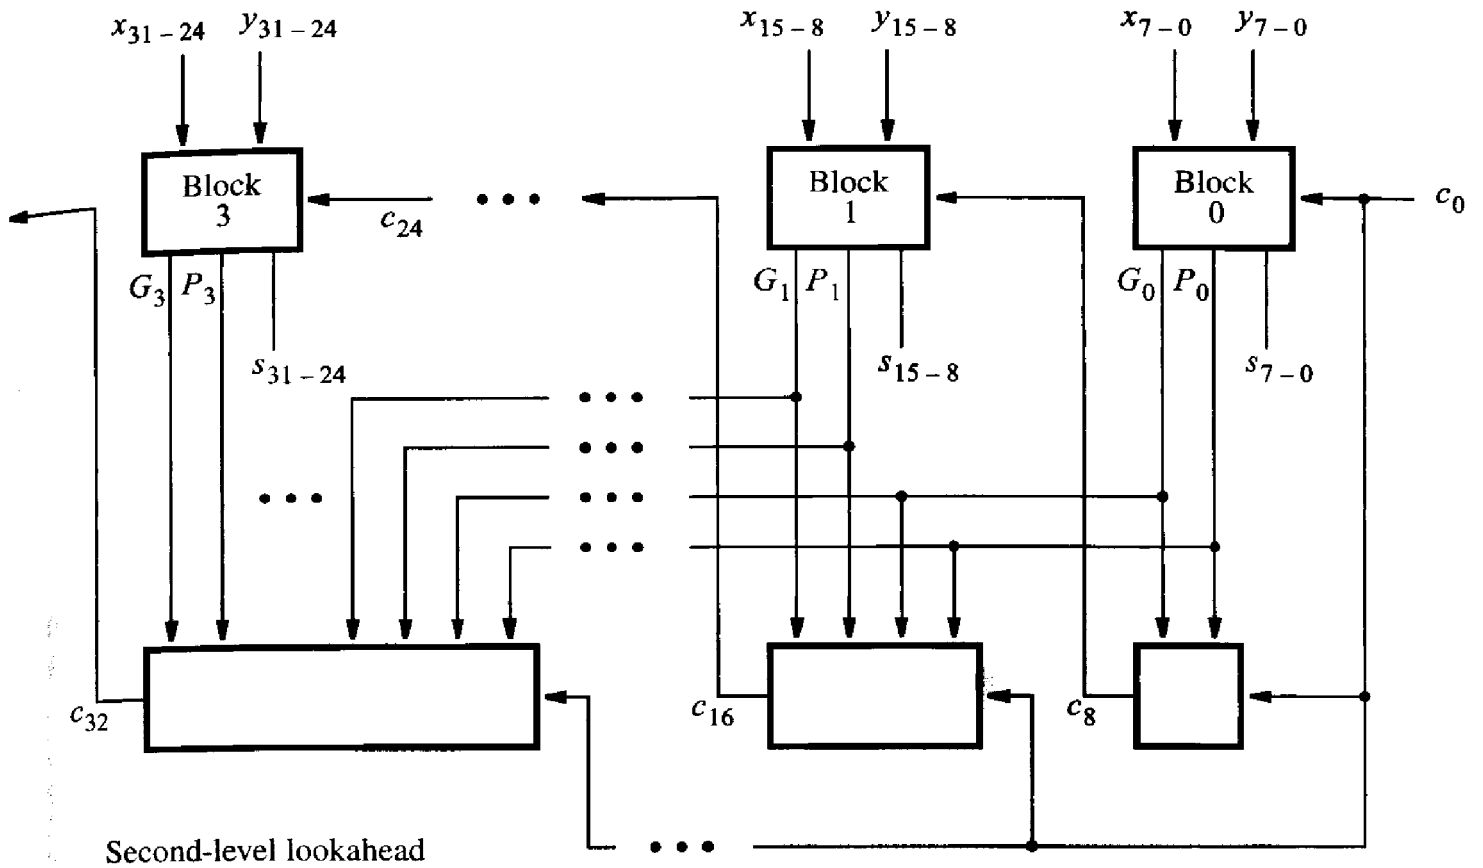 x31 – 24 y31 – 24 x15 – 8 y15 – 8 x7 – 0 y7 – 0
Block 3 Block 1 Block 0
c24 c0
G3 P3 G1 P1 G0 P0
s31 – 24 s15 – 8 s7 – 0
c32 c16 c8
Second-level lookahead